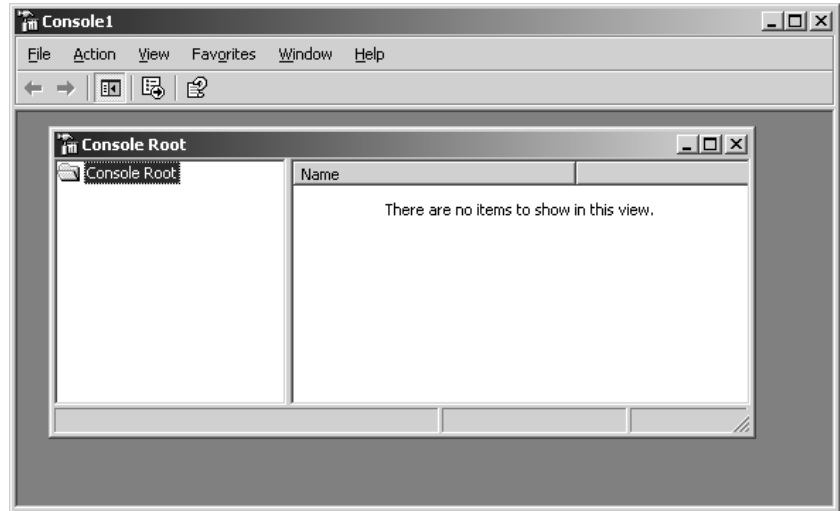 Console1
File Action View Favorites Window Help
Console Root
Console Root Name
There are no items to show in this view.